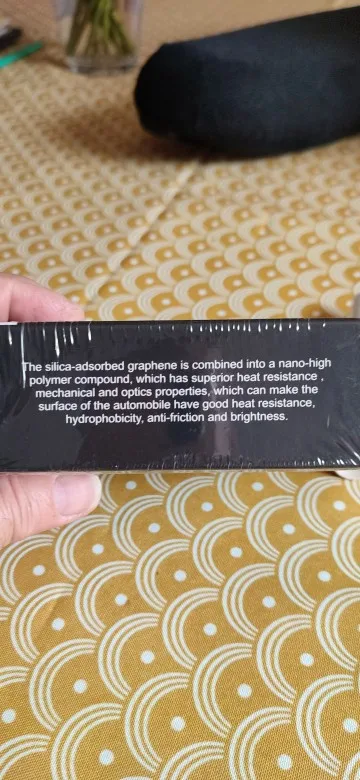 The silica-adsorbed graphene is combined into a nano-high
polymer compound, which has superior heat resistance ,
mechanical and optics properties, which can make the
surface of the automobile have good heat resistance,
hydrophobicity, anti-friction and brightness.